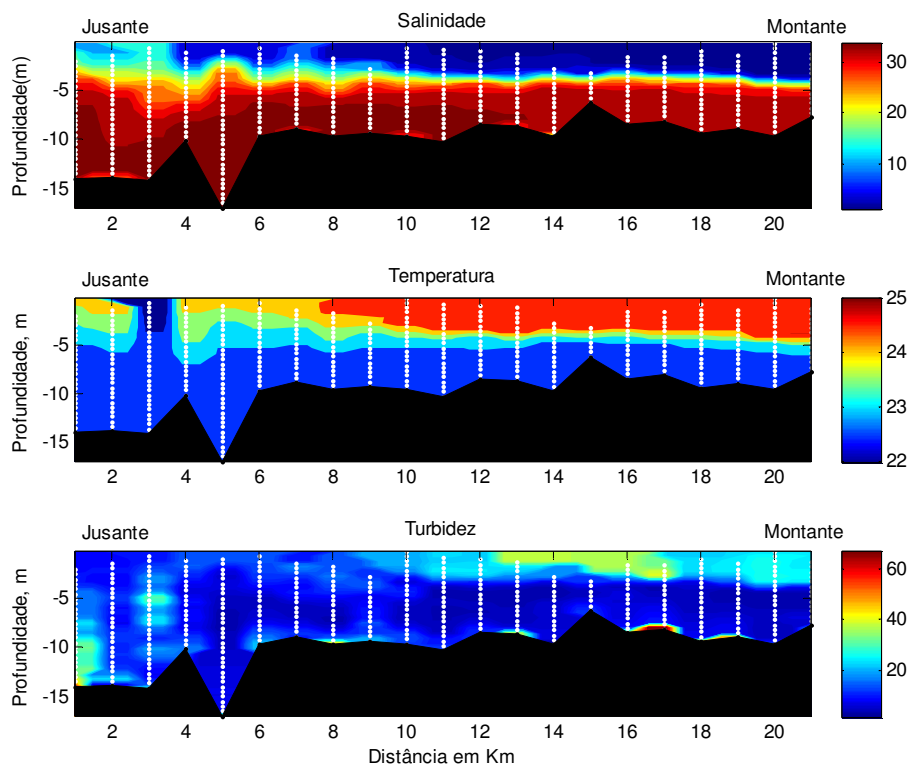 Jusante Salinidade Montante
Profundidade(m)
-5
-10
-15
2 4 6 8 10 12 14 16 18 20
30
20
10
Jusante Temperatura Montante
Profundidade, m
-5
-10
-15
2 4 6 8 10 12 14 16 18 20
25
24
23
22
Jusante Turbidez Montante
Profundidade, m
-5
-10
-15
2 4 6 8 10 12 14 16 18 20
60
40
20
Distância em Km